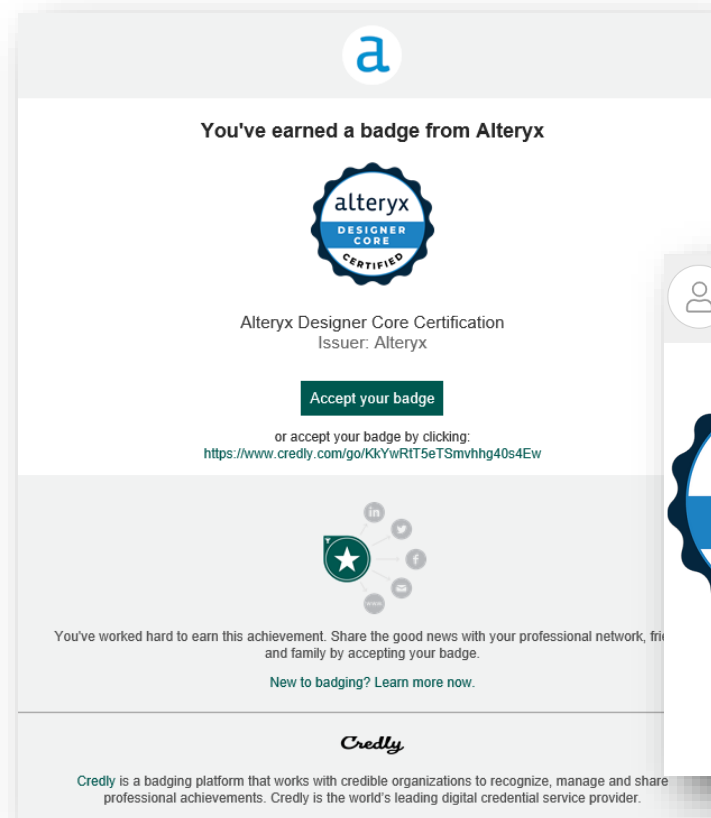 a
You've earned a badge from Alteryx
alteryx
DESIGNER
CORE
CERTIFIED
Alteryx Designer Core Certification
Issuer: Alteryx
Accept your badge
or accept your badge by clicking:
https://www.credly.com/go/KkYwRtT5eTSmvhhg40s4Ew
in
f
www
You've worked hard to earn this achievement. Share the good news with your professional network,
and family by accepting your badge.
New to badging? Learn more now.
Credly
Credly is a badging platform that works with credible organizations to recognize, manage and share
professional achievements. Credly is the world's leading digital credential service provider.